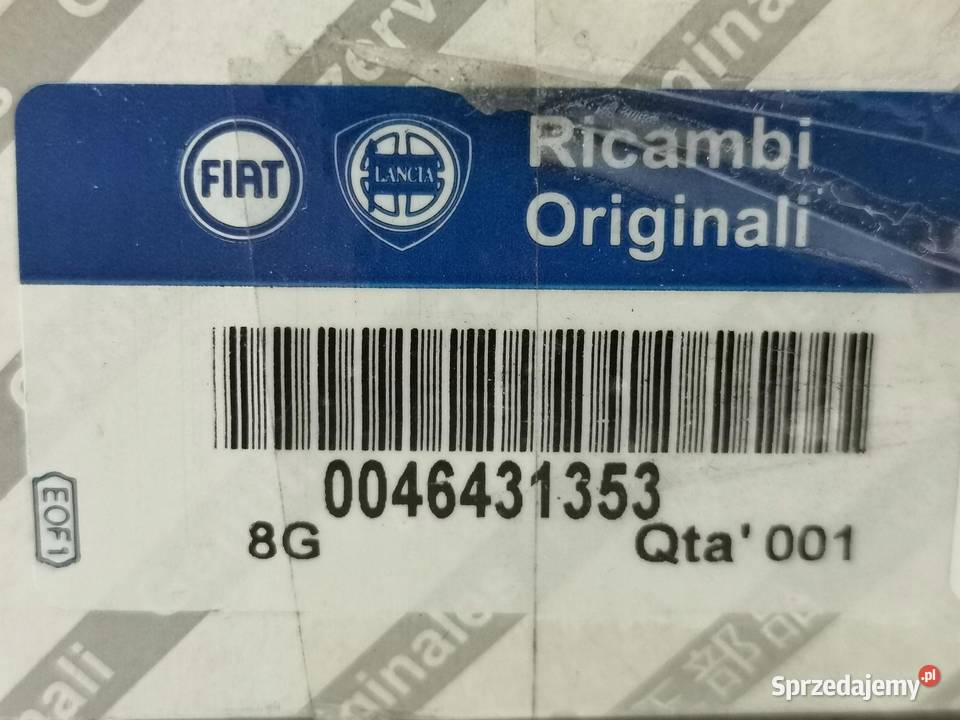 FIAT
LANCIA
Ricambi
Originali
0046431353
8G
Qta' 001
EOF1
Sprzedajemy.pl